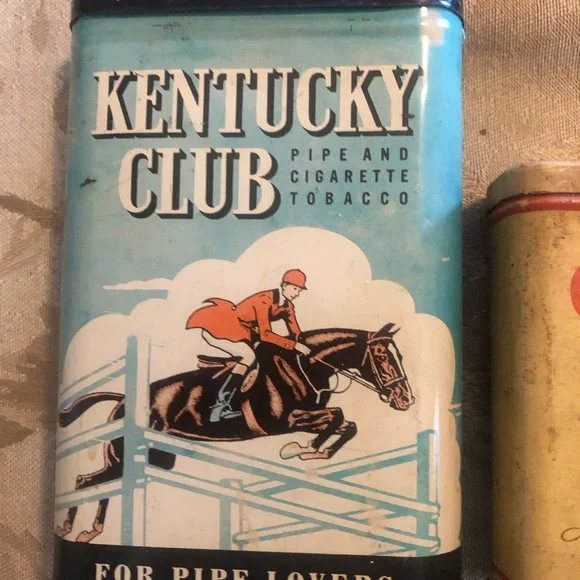 KENTUCKY
CLUB
PIPE AND
CIGARETTE
TOBACCO
FOR PIPE LOVERS